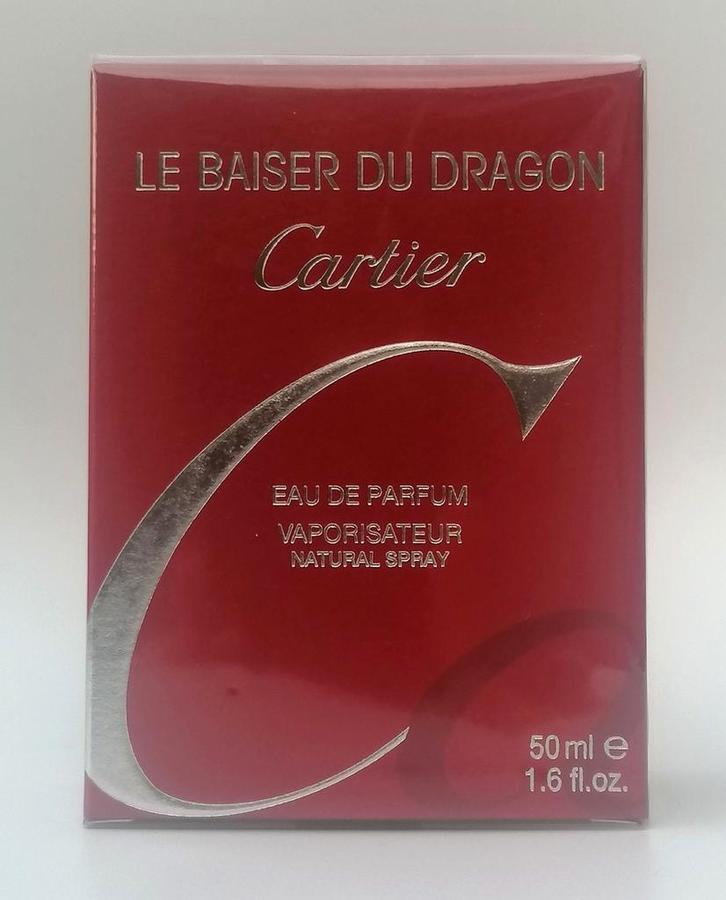 LE BAISER DU DRAGON
Cartier
EAU DE PARFUM
VAPORISATEUR
NATURAL SPRAY
50 ml ℮
1.6 fl.oz.